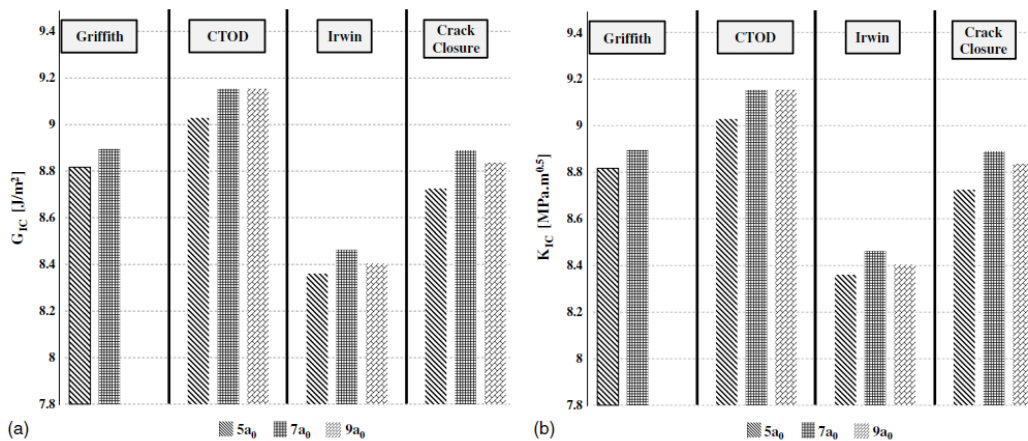 9.4
9.2
9
8.8
8.6
8.4
8.2
8
7.8
G_IC [J/m²]
Griffith
CTOD
Irwin
Crack
Closure
(a)
5a₀ 7a₀ 9a₀
9.4
9.2
9
8.8
8.6
8.4
8.2
8
7.8
K_IC [MPa.m^0.5]
Griffith
CTOD
Irwin
Crack
Closure
(b)
5a₀ 7a₀ 9a₀